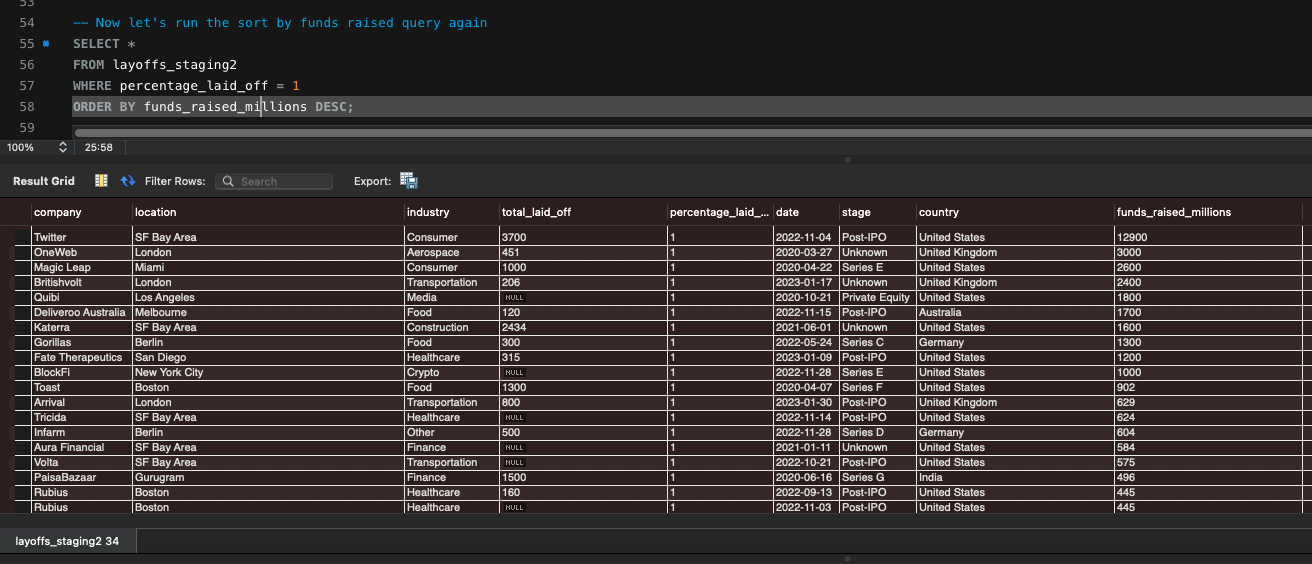 53
54 -- Now let's run the sort by funds raised query again
55 SELECT *
56 FROM layoffs_staging2
57 WHERE percentage_laid_off = 1
58 ORDER BY funds_raised_millions DESC;
59
100% 25:58
Result Grid Filter Rows: Search Export:
company location industry total_laid_off percentage_laid_... date stage country funds_raised_millions
Twitter SF Bay Area Consumer 3700 1 2022-11-04 Post-IPO United States 12900
OneWeb London Aerospace 451 1 2020-03-27 Unknown United Kingdom 3000
Magic Leap Miami Consumer 1000 1 2020-04-22 Series E United States 2600
Britishvolt London Transportation 206 1 2023-01-17 Unknown United Kingdom 2400
Quibi Los Angeles Media NULL 1 2020-10-21 Private Equity United States 1800
Deliveroo Australia Melbourne Food 120 1 2022-11-15 Post-IPO Australia 1700
Katerra SF Bay Area Construction 2434 1 2021-06-01 Unknown United States 1600
Gorillas Berlin Food 300 1 2022-05-24 Series C Germany 1300
Fate Therapeutics San Diego Healthcare 315 1 2023-01-09 Post-IPO United States 1200
BlockFi New York City Crypto NULL 1 2022-11-28 Series E United States 1000
Toast Boston Food 1300 1 2020-04-07 Series F United States 902
Arrival London Transportation 800 1 2023-01-30 Post-IPO United Kingdom 629
Tricida SF Bay Area Healthcare NULL 1 2022-11-14 Post-IPO United States 624
Infarm Berlin Other 500 1 2022-11-28 Series D Germany 604
Aura Financial SF Bay Area Finance NULL 1 2021-01-11 Unknown United States 584
Volta SF Bay Area Transportation NULL 1 2022-10-21 Post-IPO United States 575
PaisaBazaar Gurugram Finance 1500 1 2020-06-16 Series G India 496
Rubius Boston Healthcare 160 1 2022-09-13 Post-IPO United States 445
Rubius Boston Healthcare NULL 1 2022-11-03 Post-IPO United States 445
layoffs_staging2 34